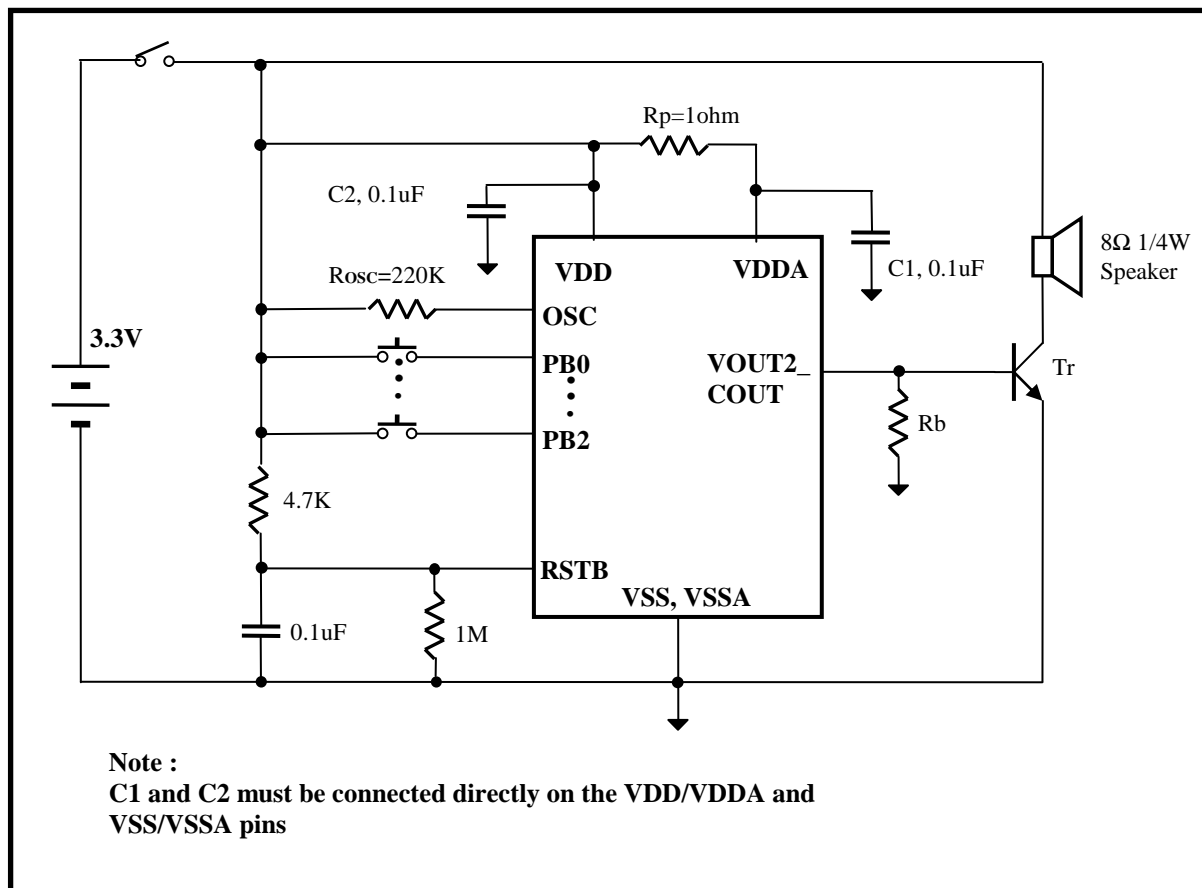 Rp=1ohm
C2, 0.1uF
VDD
VDDA
C1, 0.1uF
8Ω 1/4W
Speaker
Rosc=220K
OSC
3.3V
PB0
VOUT2_
COUT
Tr
PB2
Rb
4.7K
RSTB
VSS, VSSA
0.1uF
1M
Note :
C1 and C2 must be connected directly on the VDD/VDDA and
VSS/VSSA pins